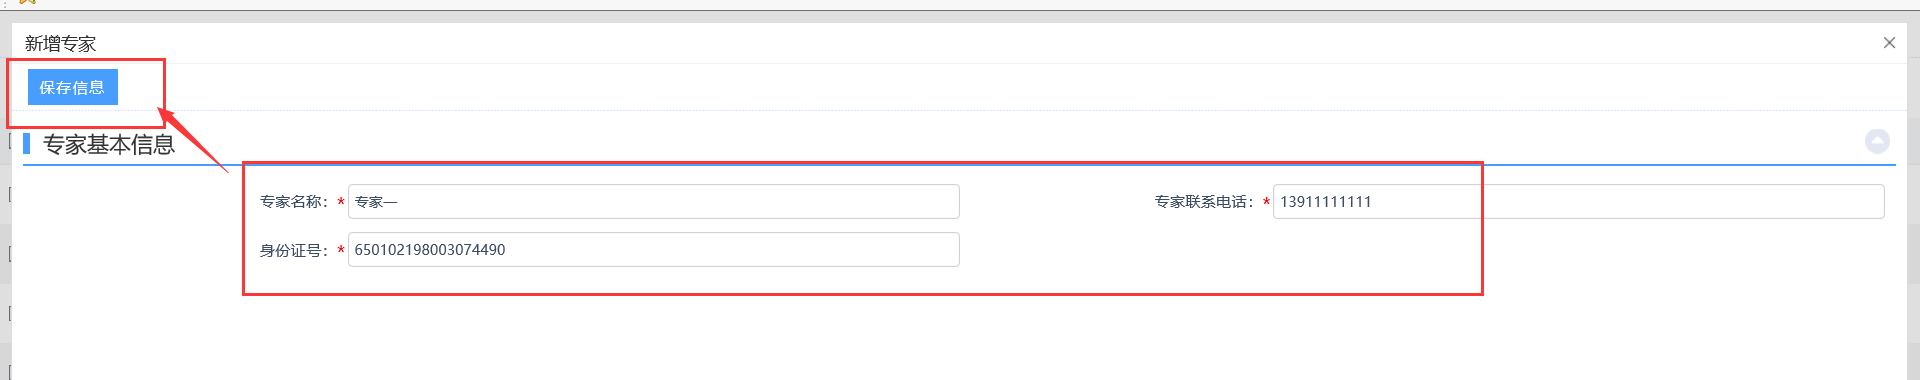 新增专家
保存信息
专家基本信息
专家名称：* 专家一 专家联系电话：* 13911111111
身份证号：* 650102198003074490